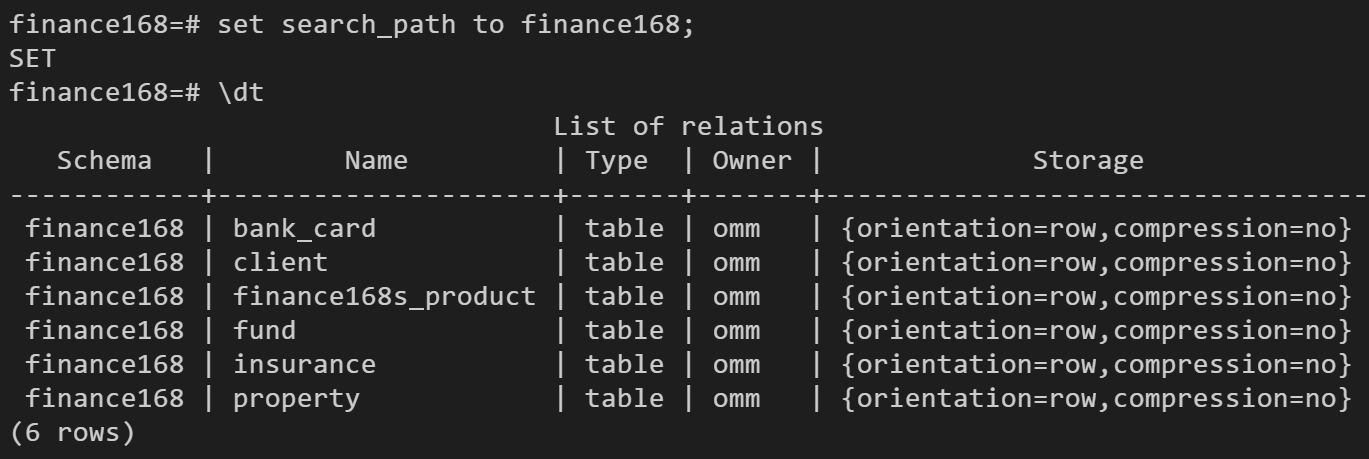 finance168=# set search_path to finance168;
SET
finance168=# \dt
                                  List of relations
   Schema   |        Name         | Type  | Owner |             Storage
------------+---------------------+-------+-------+----------------------------------
 finance168 | bank_card           | table | omm   | {orientation=row,compression=no}
 finance168 | client              | table | omm   | {orientation=row,compression=no}
 finance168 | finance168s_product | table | omm   | {orientation=row,compression=no}
 finance168 | fund                | table | omm   | {orientation=row,compression=no}
 finance168 | insurance           | table | omm   | {orientation=row,compression=no}
 finance168 | property            | table | omm   | {orientation=row,compression=no}
(6 rows)